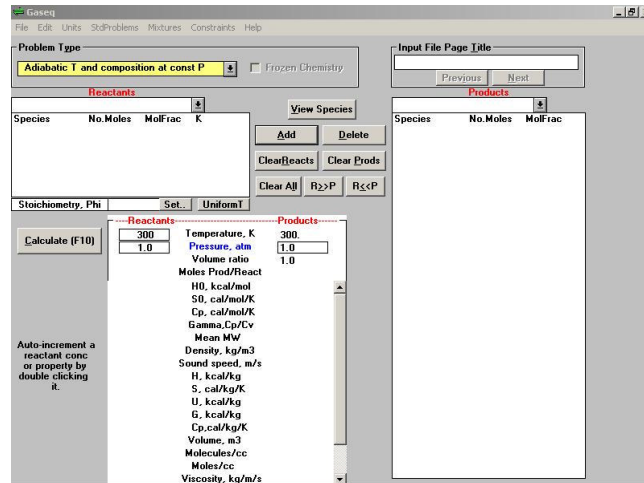 Gaseq
File Edit Units StdProblems Mixtures Constraints Help
Problem Type
Adiabatic T and composition at const P
Frozen Chemistry
Input File Page Title
Previous Next
Reactants
Products
View Species
Species No.Moles MolFrac K
Species No.Moles MolFrac
Add Delete
ClearReacts Clear Prods
Clear All R>>P R<<P
Stoichiometry, Phi Set.. UniformT
----Reactants----Products----
Calculate (F10)
300 Temperature, K 300.
1.0 Pressure, atm 1.0
Volume ratio 1.0
Moles Prod/React
H0, kcal/mol
S0, cal/mol/K
Cp, cal/mol/K
Gamma,Cp/Cv
Mean MW
Density, kg/m3
Sound speed, m/s
H, kcal/kg
S, cal/kg/K
U, kcal/kg
G, kcal/kg
Cp,cal/kg/K
Volume, m3
Molecules/cc
Moles/cc
Viscosity, kg/m/s
Auto-increment a
reactant conc
or property by
double clicking
it.